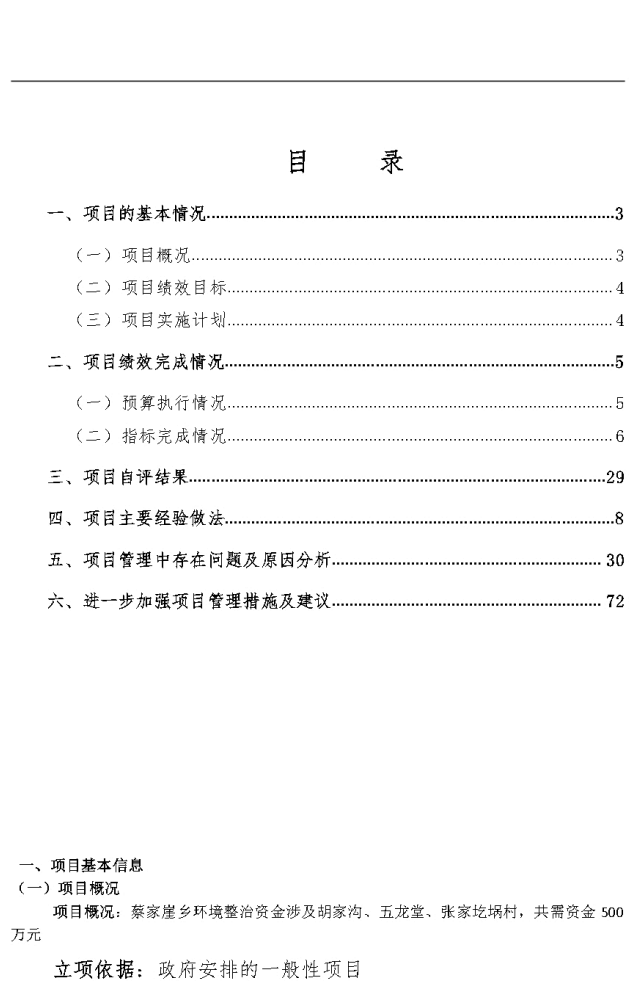 目 录
一、项目的基本情况..........3
（一）项目概况..........3
（二）项目绩效目标..........4
（三）项目实施计划..........4
二、项目绩效完成情况..........5
（一）预算执行情况..........5
（二）指标完成情况..........6
三、项目自评结果..........29
四、项目主要经验做法..........8
五、项目管理中存在问题及原因分析..........30
六、进一步加强项目管理措施及建议..........72
一、项目基本信息
（一）项目概况
项目概况：蔡家崖乡环境整治资金涉及胡家沟、五龙堂、张家圪埚村，共需资金 500
万元
立项依据：政府安排的一般性项目